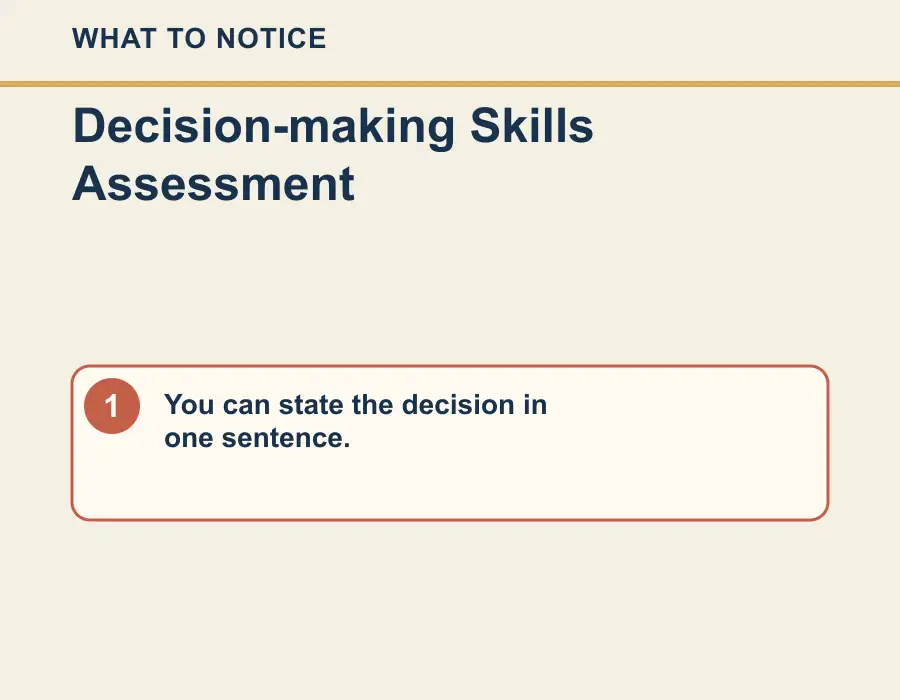 WHAT TO NOTICE
Decision-making Skills
Assessment
1
You can state the decision in
one sentence.